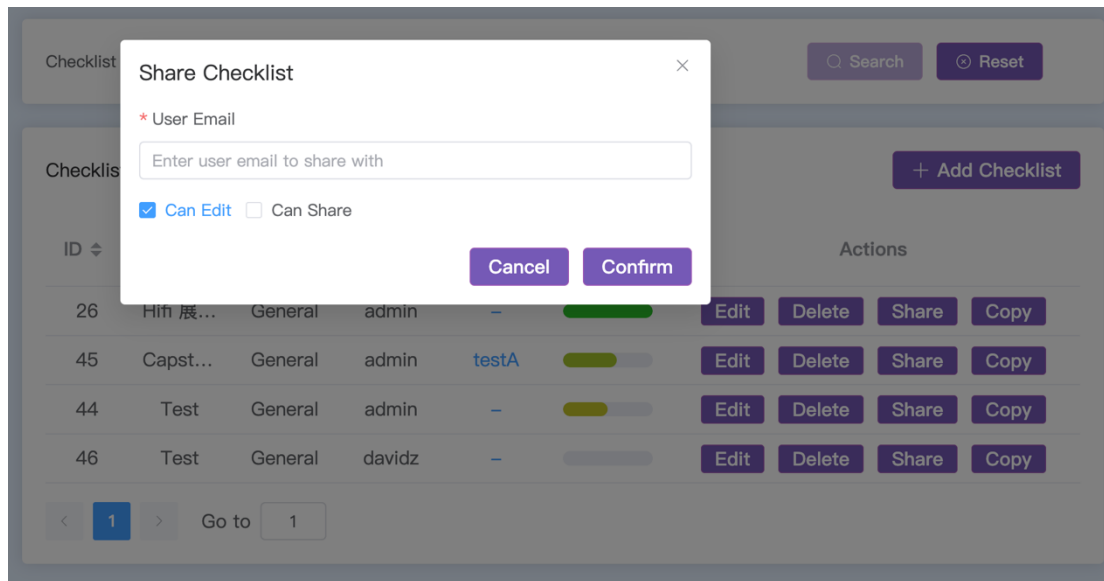 Checklist
Search
Reset
Share Checklist
* User Email
Enter user email to share with
Can Edit Can Share
Cancel Confirm
Checklis
+ Add Checklist
ID
Actions
26 Hifi 展... General admin – Edit Delete Share Copy
45 Capst... General admin testA Edit Delete Share Copy
44 Test General admin – Edit Delete Share Copy
46 Test General davidz – Edit Delete Share Copy
< 1 > Go to 1